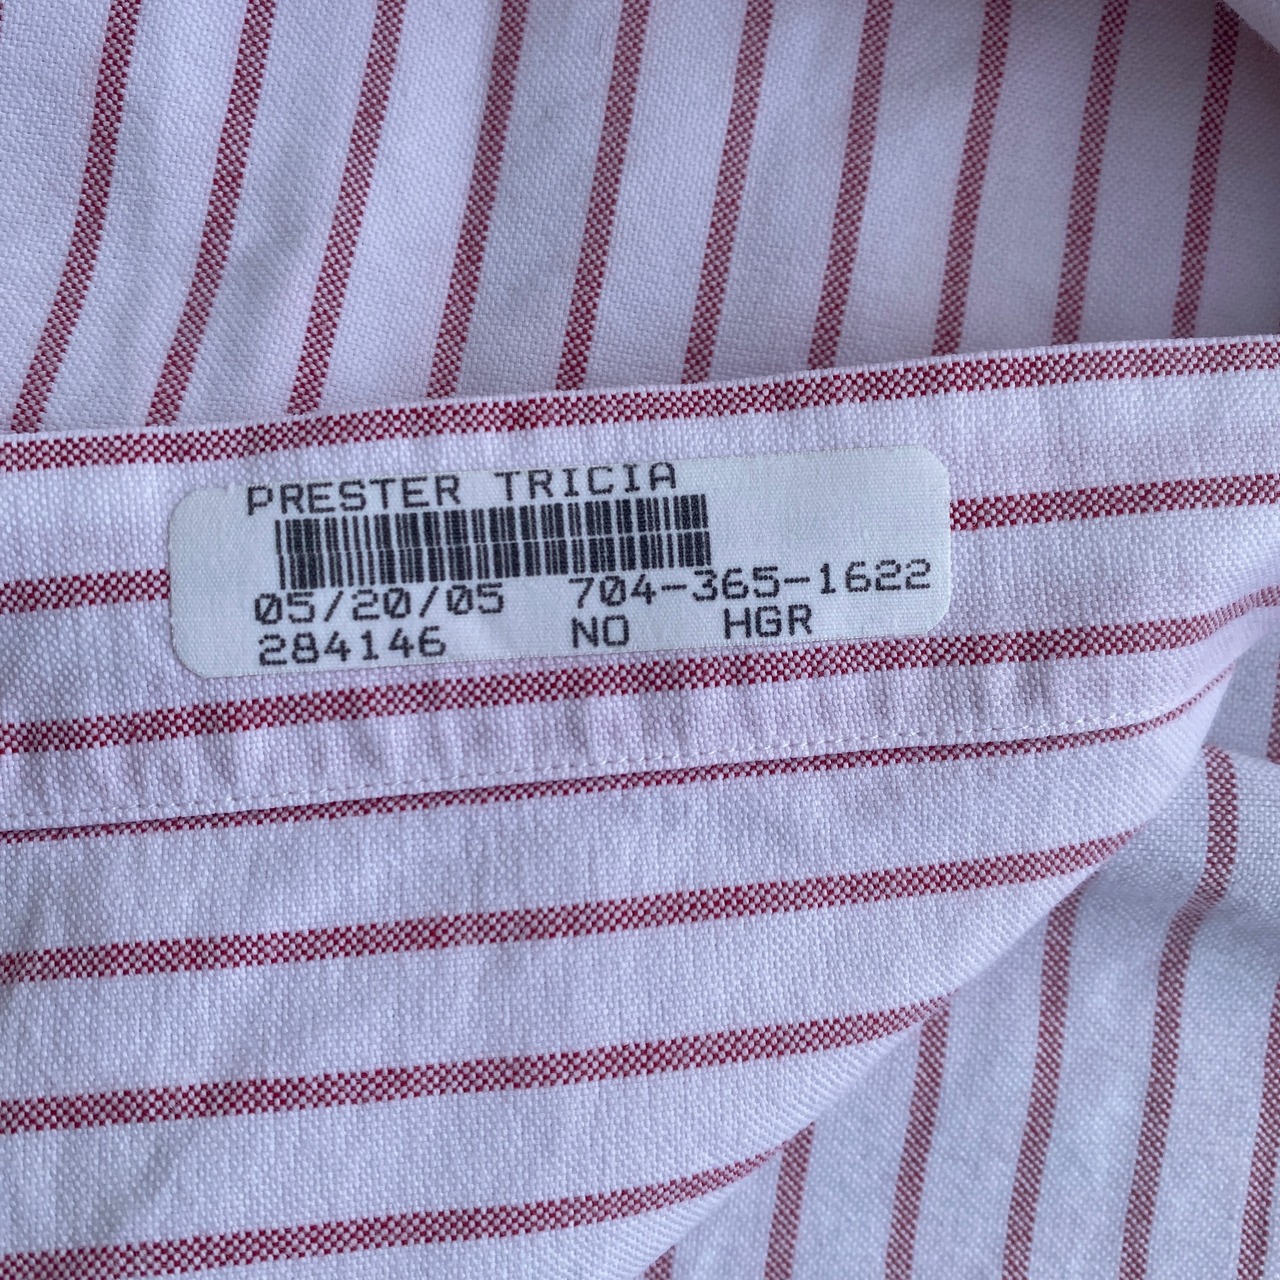 PRESTER TRICIA
05/20/05 704-365-1622
284146 NO HGR